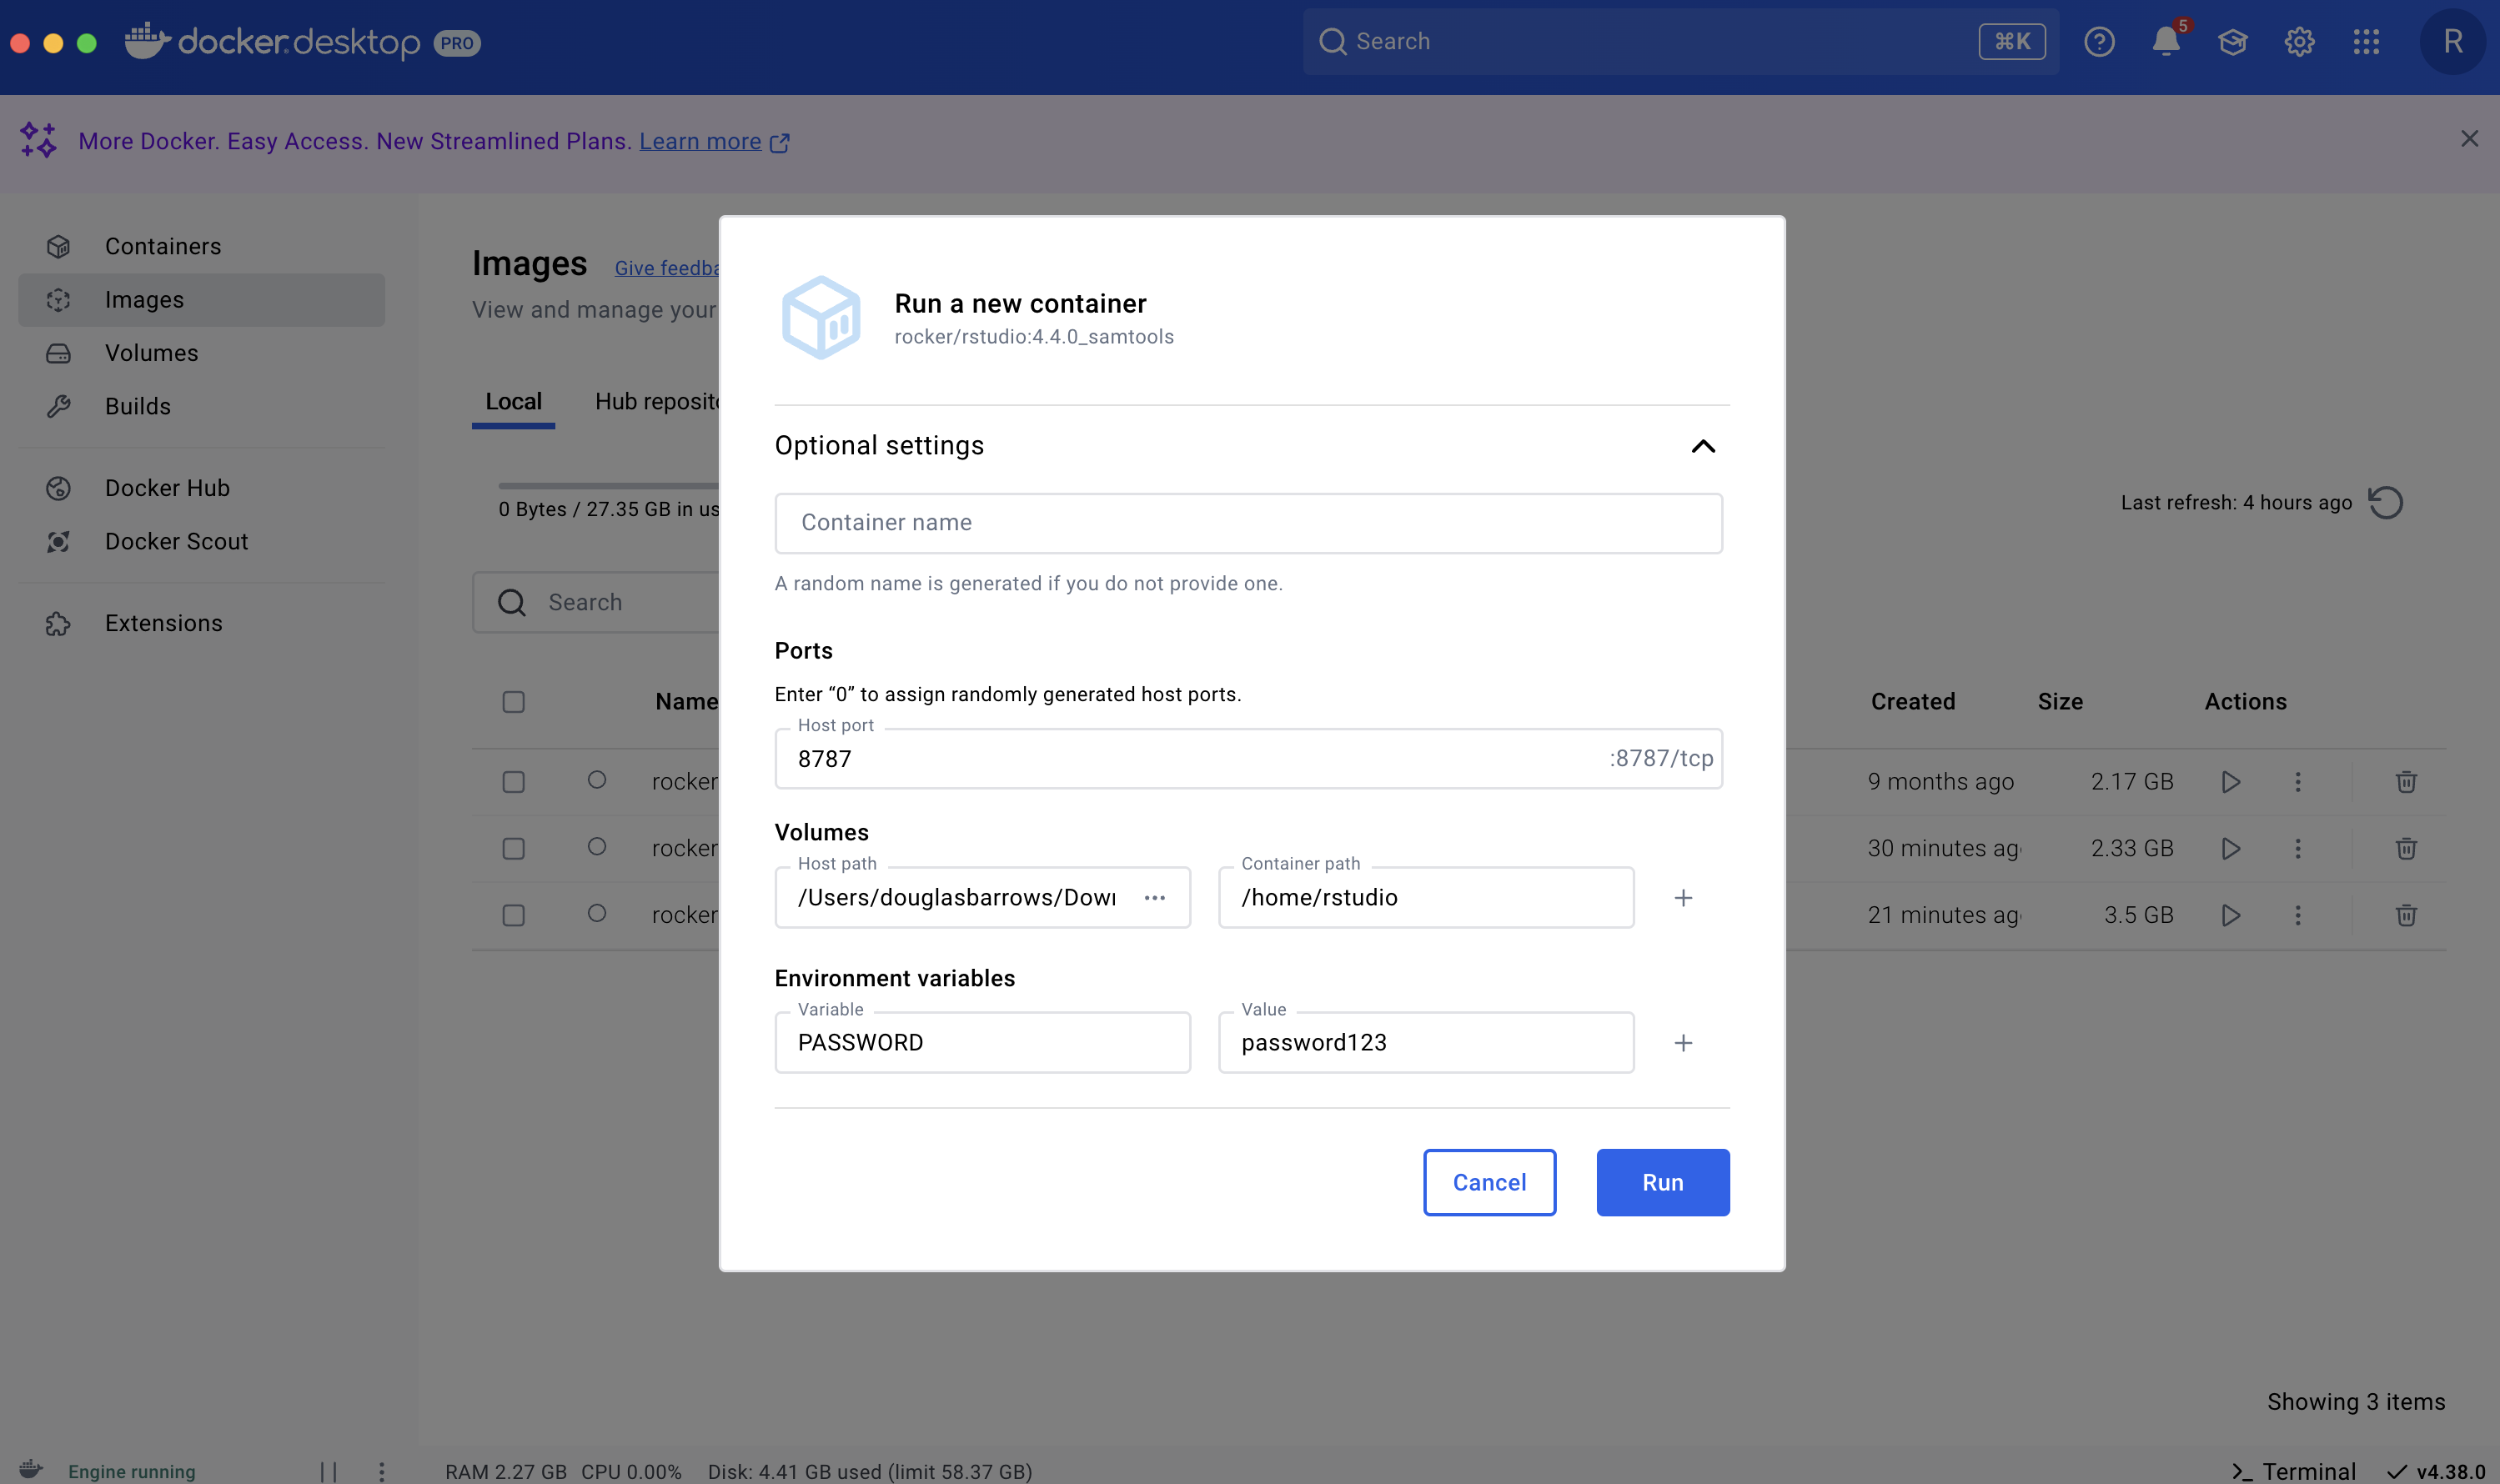 docker desktop PRO
Search
⌘K
5
R
More Docker. Easy Access. New Streamlined Plans. Learn more
Containers
Images
Volumes
Builds
Docker Hub
Docker Scout
Extensions
Images
Give
View and manage your
Local
Hub
0 Bytes / 27.35 GB in
Last refresh: 4 hours ago
Search
Name
Created
Size
Actions
rocker
9 months ago
2.17 GB
rocker
30 minutes
2.33 GB
rocker
21 minutes
3.5 GB
Showing 3 items
Run a new container
rocker/rstudio:4.4.0_samtools
Optional settings
Container name
A random name is generated if you do not provide one.
Ports
Enter “0” to assign randomly generated host ports.
Host port
8787
:8787/tcp
Volumes
Host path
/Users/douglasbarrows/Dow
Container path
/home/rstudio
Environment variables
Variable
PASSWORD
Value
password123
Cancel
Run
Engine running
RAM 2.27 GB CPU 0.00% Disk: 4.41 GB used (limit 58.37 GB)
Terminal
v4.38.0